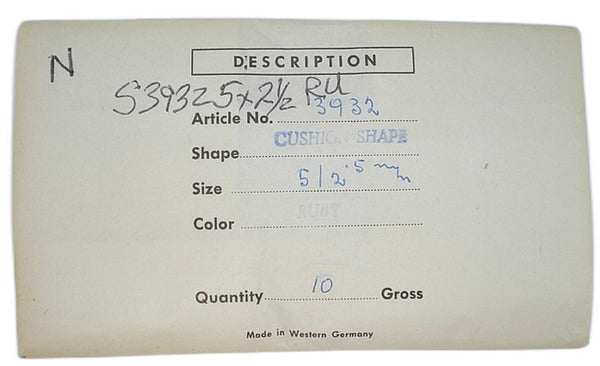 DESCRIPTION
N
S3932 5x2½ RU
Article No. 3932
Shape CUSHION SHAPE
Size 5/2.5 mm
Color RUBY
Quantity 10 Gross
Made in Western Germany